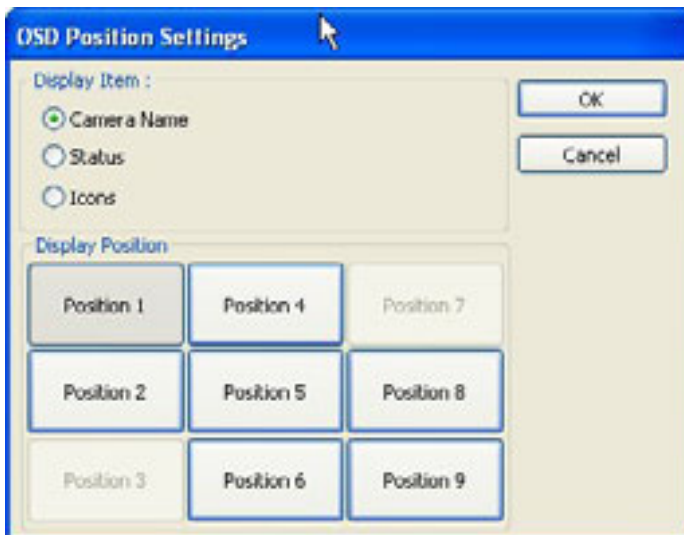 OSD Position Settings
Display Item :
Camera Name
Status
Icons
OK
Cancel
Display Position
Position 1
Position 4
Position 7
Position 2
Position 5
Position 8
Position 3
Position 6
Position 9